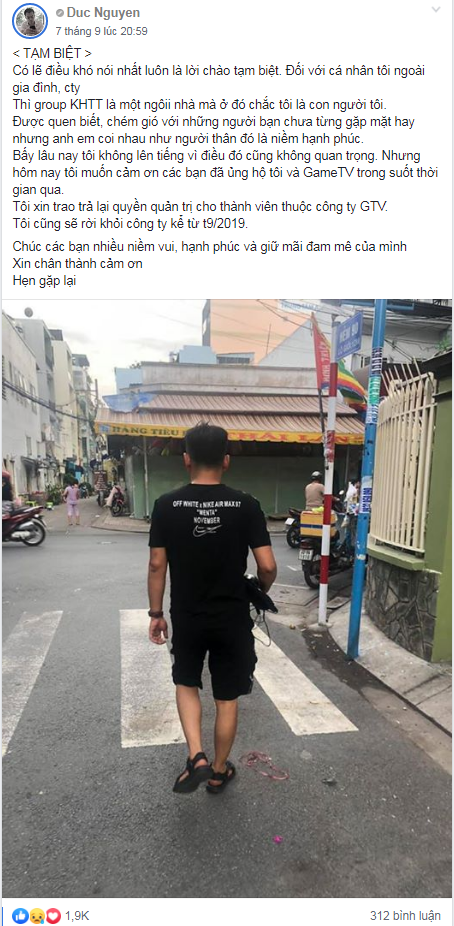 Duc Nguyen
7 tháng 9 lúc 20:59
< TẠM BIỆT >
Có lẽ điều khó nói nhất luôn là lời chào tạm biệt. Đối với cá nhân tôi ngoài
gia đình, cty
Thì group KHTT là một ngôii nhà mà ở đó chắc tôi là con người tôi.
Được quen biết, chém gió với những người bạn chưa từng gặp mặt hay
nhưng anh em coi nhau như người thân đó là niềm hạnh phúc.
Bấy lâu nay tôi không lên tiếng vì điều đó cũng không quan trọng. Nhưng
hôm nay tôi muốn cảm ơn các bạn đã ủng hộ tôi và GameTV trong suốt thời
gian qua.
Tôi xin trao trả lại quyền quản trị cho thành viên thuộc công ty GTV.
Tôi cũng sẽ rời khỏi công ty kể từ t9/2019.
Chúc các bạn nhiều niềm vui, hạnh phúc và giữ mãi đam mê của mình
Xin chân thành cảm ơn
Hẹn gặp lại
HÀNG TIÊU THÁI LAN
OFF WHITE x NIKE AIR MAX 97
"MENTA"
NOVEMBER
1,9K
312 bình luận